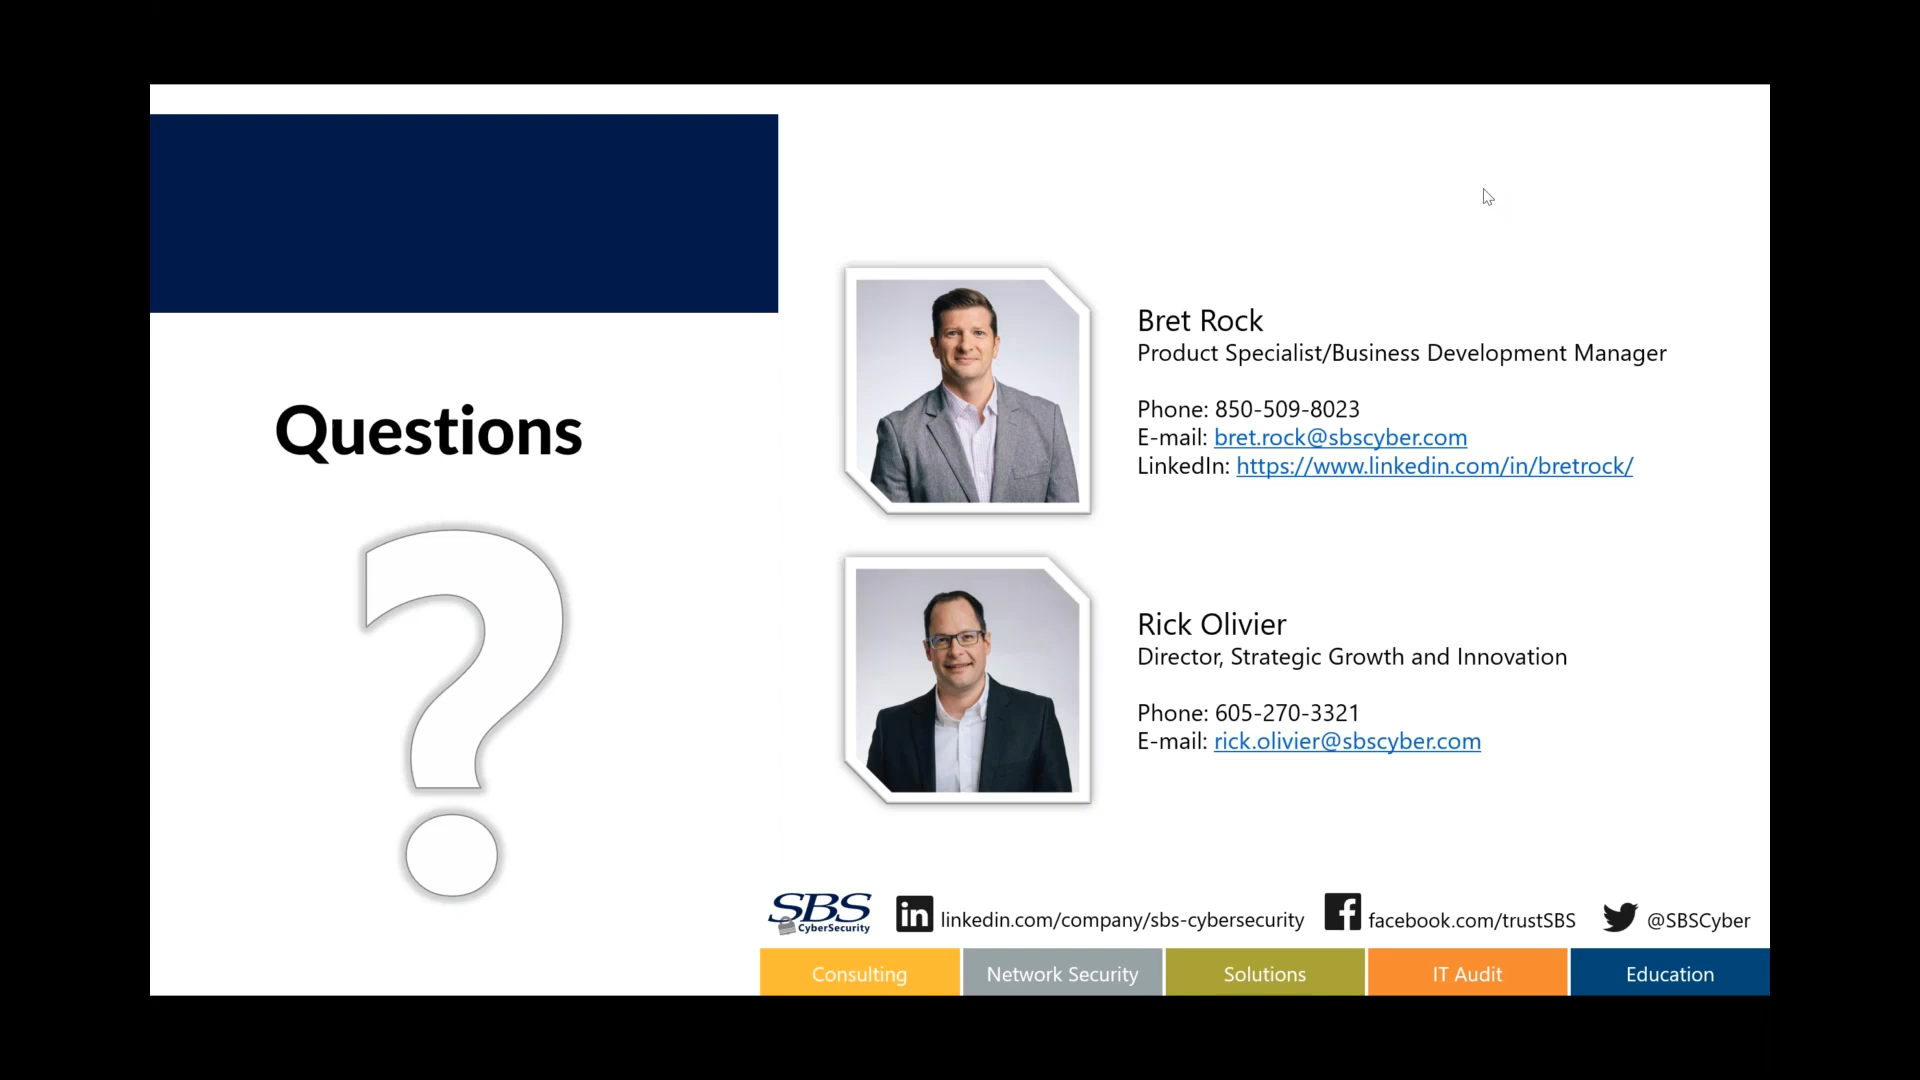 Questions
?
Bret Rock
Product Specialist/Business Development Manager
Phone: 850-509-8023
E-mail: bret.rock@sbscyber.com
LinkedIn: https://www.linkedin.com/in/bretrock/
Rick Olivier
Director, Strategic Growth and Innovation
Phone: 605-270-3321
E-mail: rick.olivier@sbscyber.com
SBS
CyberSecurity
in linkedin.com/company/sbs-cybersecurity
f facebook.com/trustSBS
@SBSCyber
Consulting
Network Security
Solutions
IT Audit
Education